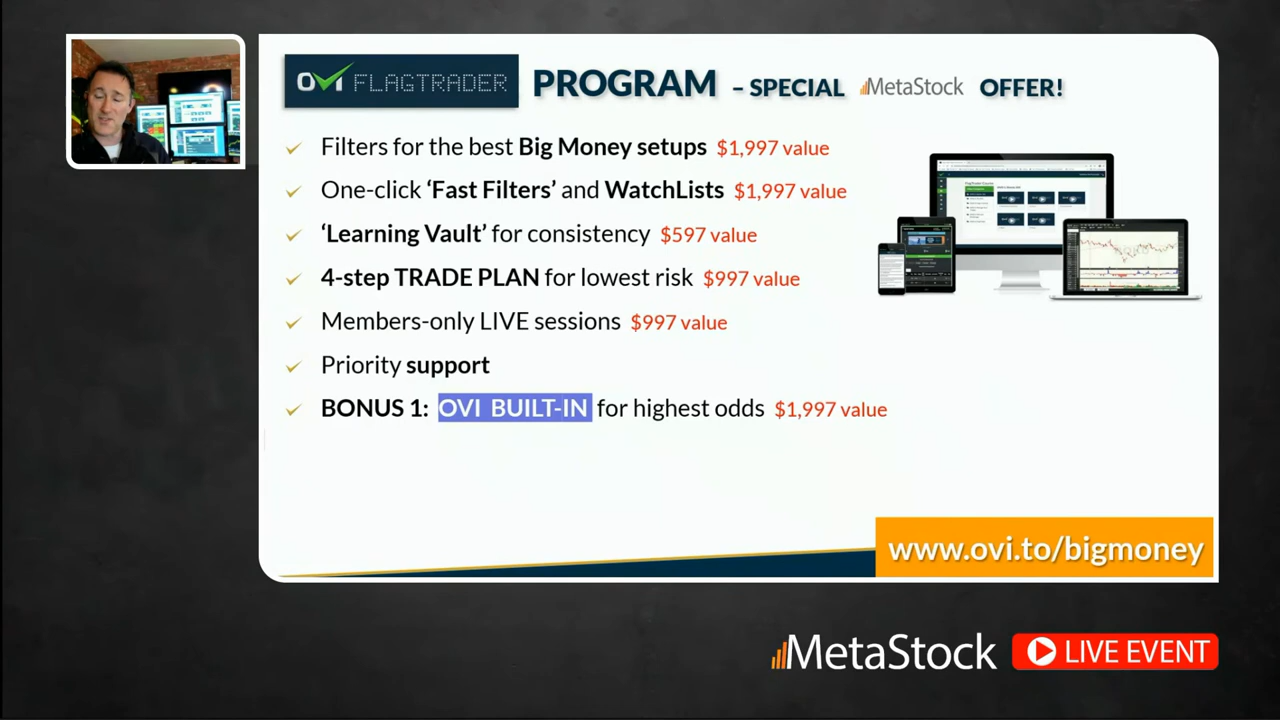 OVI FLAGTRADER PROGRAM – SPECIAL MetaStock OFFER!
Filters for the best Big Money setups $1,997 value
One-click ‘Fast Filters’ and WatchLists $1,997 value
‘Learning Vault’ for consistency $597 value
4-step TRADE PLAN for lowest risk $997 value
Members-only LIVE sessions $997 value
Priority support
BONUS 1: OVI BUILT-IN for highest odds $1,997 value
www.ovi.to/bigmoney
MetaStock LIVE EVENT